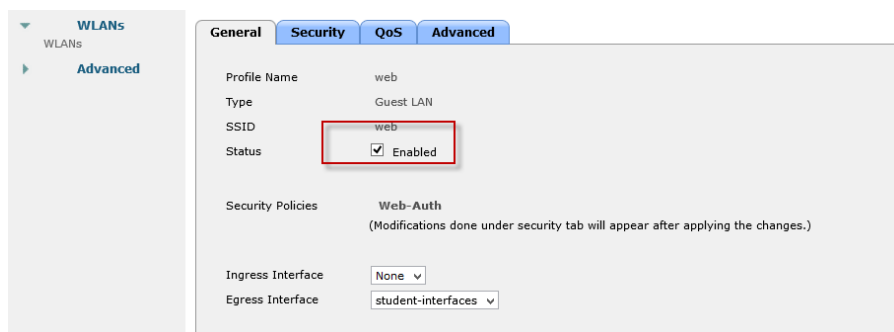 WLANs
WLANs
Advanced
General Security QoS Advanced
Profile Name web
Type Guest LAN
SSID web
Status Enabled
Security Policies Web-Auth
(Modifications done under security tab will appear after applying the changes.)
Ingress Interface None
Egress Interface student-interfaces